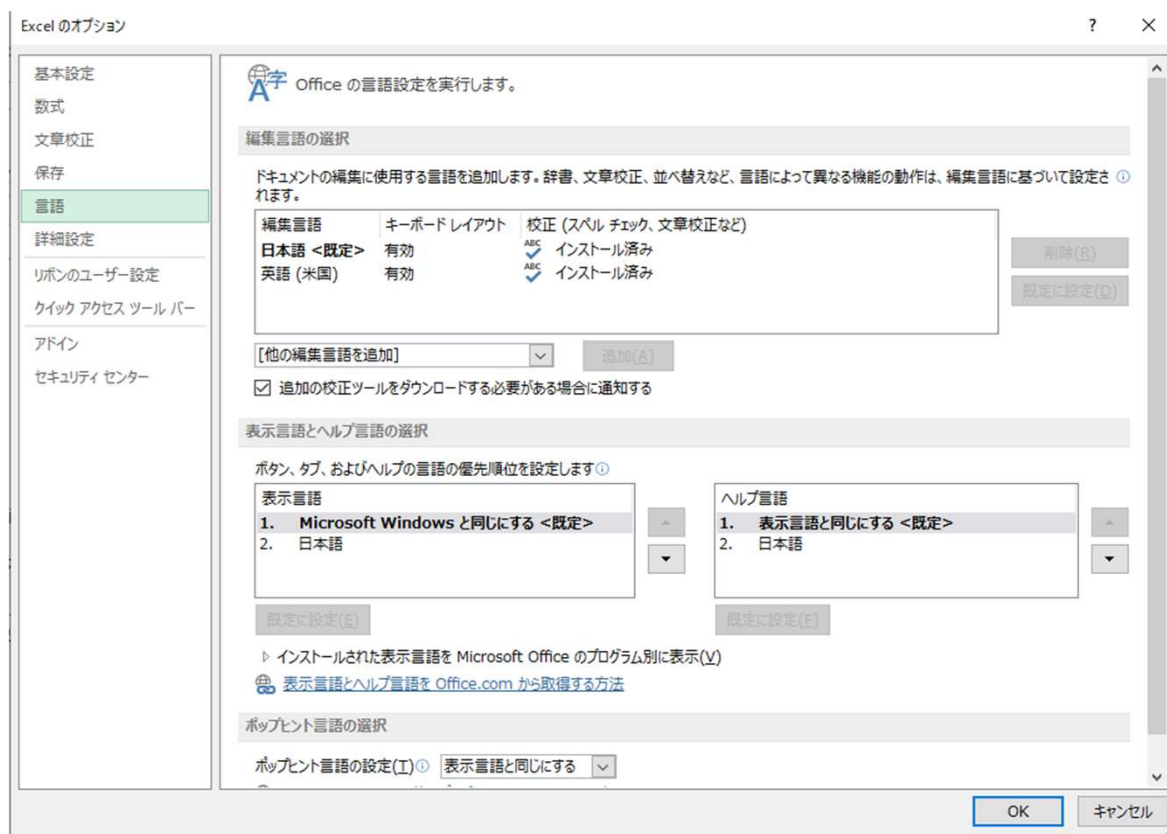 Excel のオプション
?
基本設定
数式
文章校正
保存
言語
詳細設定
リボンのユーザー設定
クイック アクセス ツール バー
アドイン
セキュリティ センター
Office の言語設定を実行します。
編集言語の選択
ドキュメントの編集に使用する言語を追加します。辞書、文章校正、並べ替えなど、言語によって異なる機能の動作は、編集言語に基づいて設定さ
れます。
編集言語 キーボード レイアウト 校正 (スペル チェック、文章校正など)
日本語 <既定> 有効 ABC インストール済み
英語 (米国) 有効 ABC インストール済み
削除(R)
既定に設定(D)
[他の編集言語を追加] 追加(A)
追加の校正ツールをダウンロードする必要がある場合に通知する
表示言語とヘルプ言語の選択
ボタン、タブ、およびヘルプの言語の優先順位を設定します
表示言語
1. Microsoft Windows と同じにする <既定>
2. 日本語
既定に設定(E)
ヘルプ言語
1. 表示言語と同じにする <既定>
2. 日本語
既定に設定(F)
インストールされた表示言語を Microsoft Office のプログラム別に表示(V)
表示言語とヘルプ言語を Office.com から取得する方法
ポップヒント言語の選択
ポップヒント言語の設定(T) 表示言語と同じにする
OK キャンセル